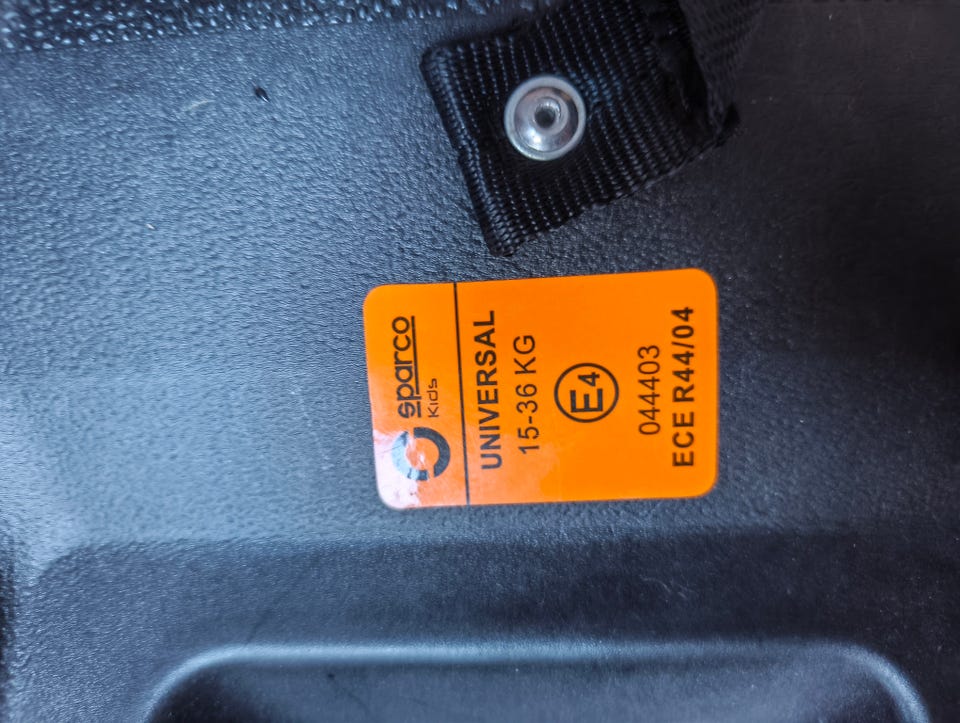 sparco
Kids
UNIVERSAL
15-36 KG
E4
044403
ECE R44/04